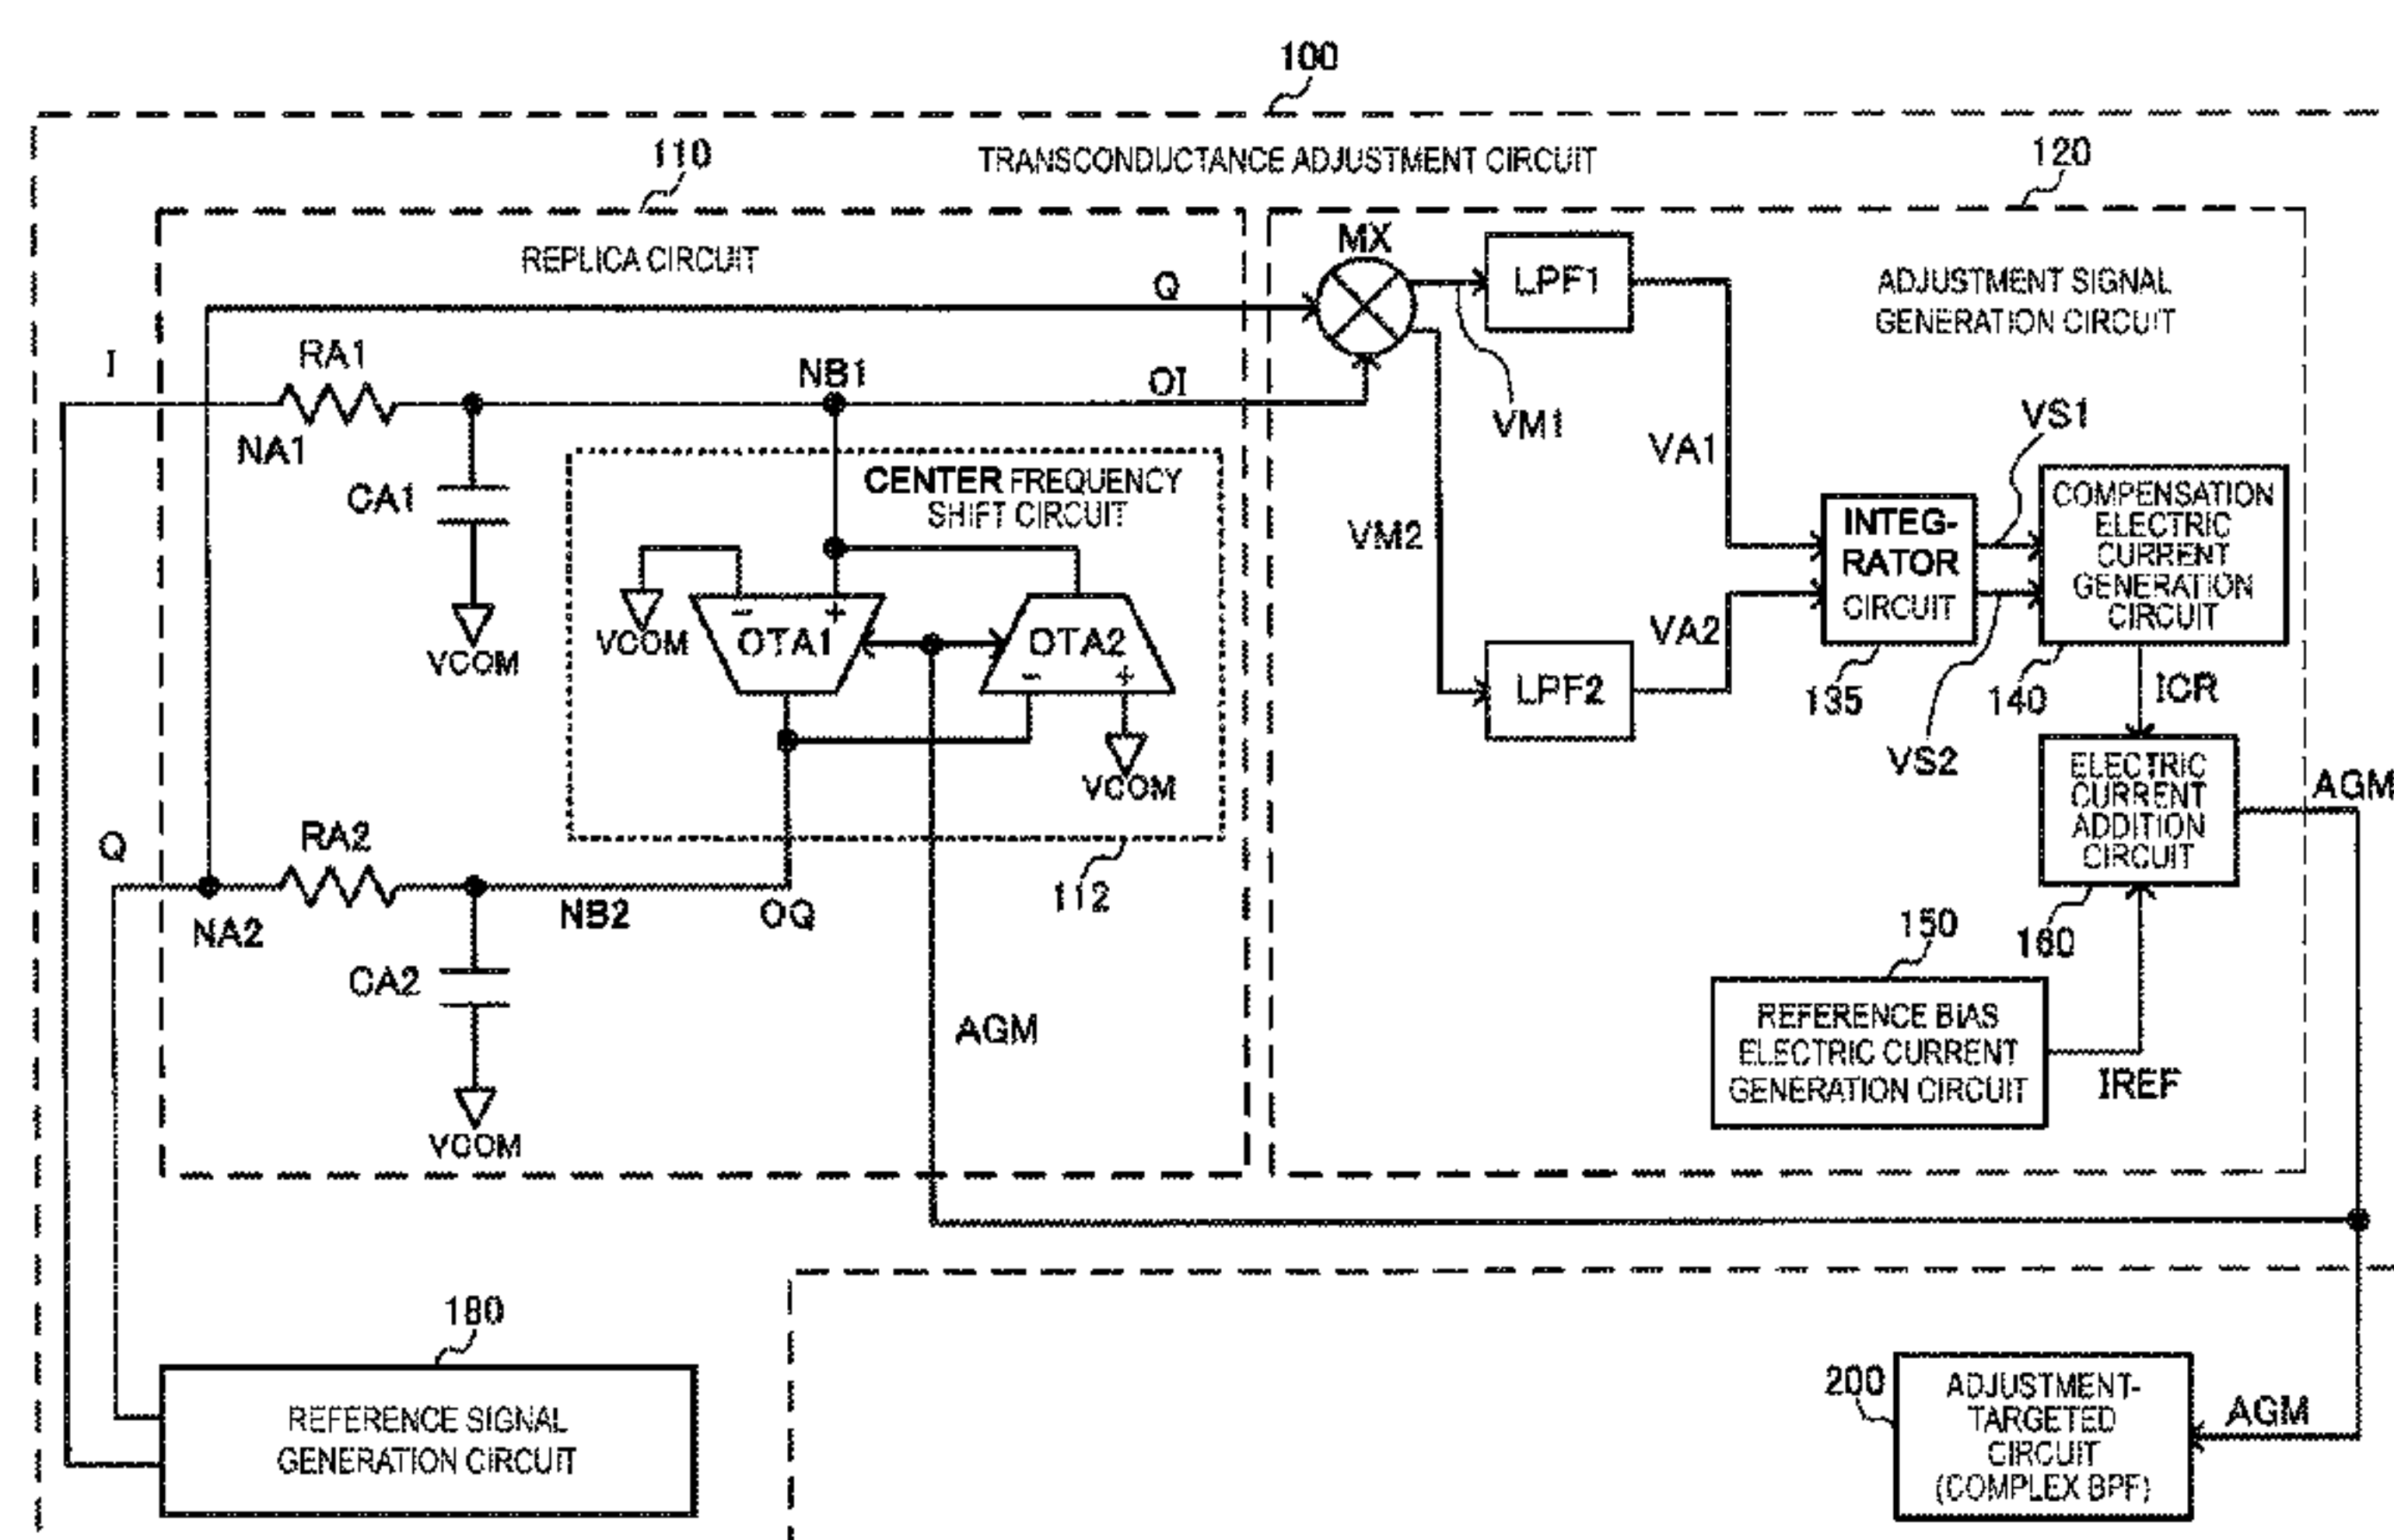 100
110
TRANSCONDUCTANCE ADJUSTMENT CIRCUIT
120
REPLICA CIRCUIT
MX
LPF1
ADJUSTMENT SIGNAL
GENERATION CIRCUIT
Q
I
RA1
NB1
OI
VM1
VS1
NA1
VA1
CA1
CENTER FREQUENCY
SHIFT CIRCUIT
VM2
INTEG-
RATOR
CIRCUIT
COMPENSATION
ELECTRIC
CURRENT
GENERATION
CIRCUIT
- +
OTA1
VCOM
OTA2
- +
VCOM
VA2
LPF2
135
140
ICR
VS2
VCOM
ELECTRIC
CURRENT
ADDITION
CIRCUIT
AGM
Q
RA2
112
NA2
NB2
OQ
150
160
CA2
AGM
REFERENCE BIAS
ELECTRIC CURRENT
GENERATION CIRCUIT
IREF
VCOM
180
REFERENCE SIGNAL
GENERATION CIRCUIT
200
ADJUSTMENT-
TARGETED
CIRCUIT
(COMPLEX BPF)
AGM